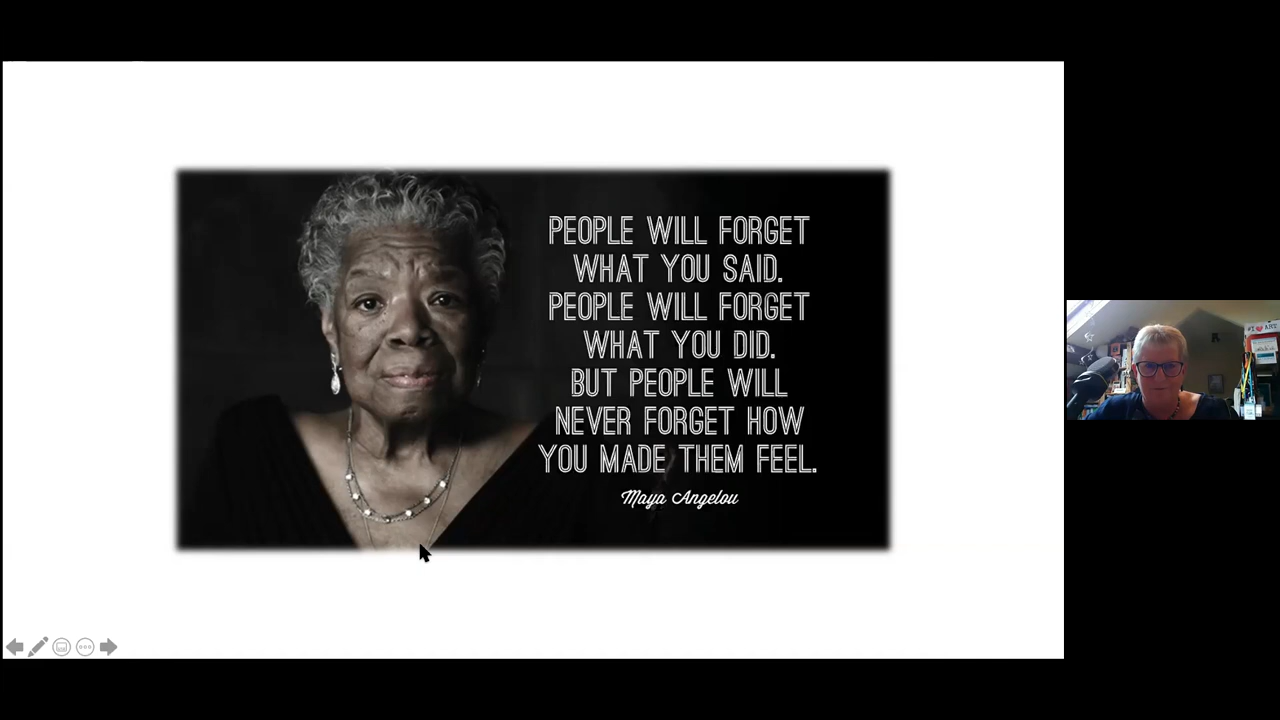 PEOPLE WILL FORGET
WHAT YOU SAID.
PEOPLE WILL FORGET
WHAT YOU DID.
BUT PEOPLE WILL
NEVER FORGET HOW
YOU MADE THEM FEEL.
Maya Angelou
ART